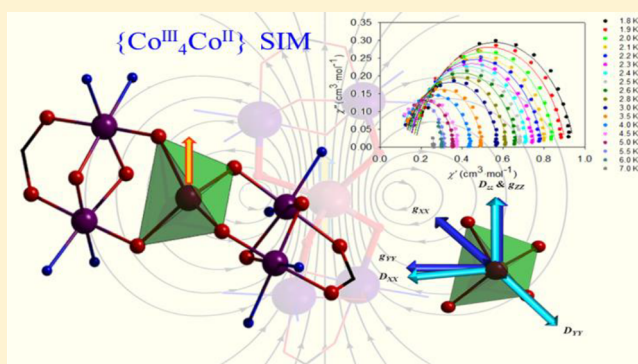 {Coᴵᴵᴵ₄Coᴵᴵ} SIM
χ'' (cm³·mol⁻¹)
0.35
0.30
0.25
0.20
0.15
0.10
0.05
0.00
0.0 0.2 0.4 0.6 0.8 1.0
χ' (cm³·mol⁻¹)
1.8 K
1.9 K
2.0 K
2.1 K
2.2 K
2.3 K
2.4 K
2.5 K
2.6 K
2.8 K
3.0 K
3.5 K
4.0 K
4.5 K
5.0 K
5.5 K
6.0 K
7.0 K
D_ZZ & g_ZZ
g_XX
g_YY
D_XX
D_YY